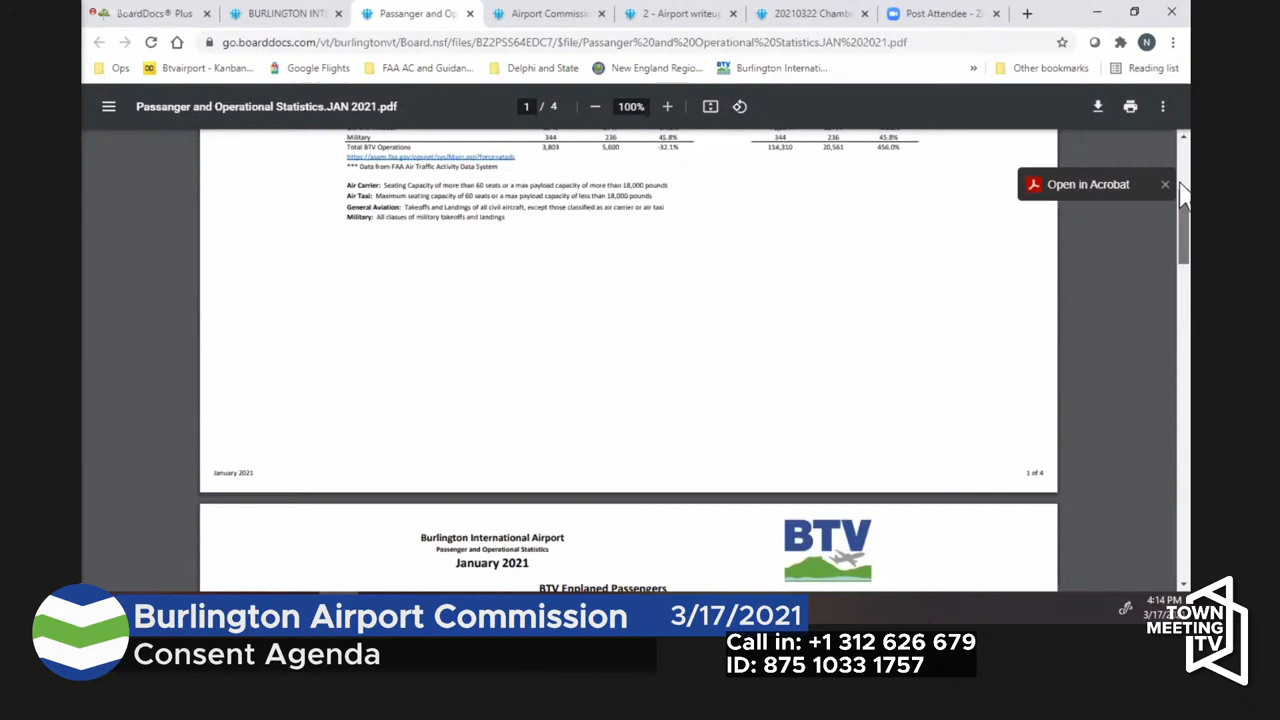 BoardDocs® Plus
BURLINGTON INT
Passanger and Op
Airport Commissi
2 - Airport writeu
20210322 Chamb
Post Attendee - Z
go.boarddocs.com/vt/burlingtonvt/Board.nsf/files/BZ2PSS64EDC7/$file/Passanger%20and%20Operational%20Statistics.JAN%202021.pdf
N
Ops
Btvairport - Kanban...
Google Flights
FAA AC and Guidan...
Delphi and State
New England Regio...
Burlington Internati...
»
Other bookmarks
Reading list
Passanger and Operational Statistics.JAN 2021.pdf
1 / 4
100%
Open in Acrobat
Military 344 236 45.8% 344 236 45.8%
Total BTV Operations 3,803 5,600 -32.1% 114,310 20,561 456.0%
https://aspm.faa.gov/opsnet/sys/Main.asp?force=atads
*** Data from FAA Air Traffic Activity Data System
Air Carrier: Seating Capacity of more than 60 seats or a max payload capacity of more than 18,000 pounds
Air Taxi: Maximum seating capacity of 60 seats or a max payload capacity of less than 18,000 pounds
General Aviation: Takeoffs and Landings of all civil aircraft, except those classified as air carrier or air taxi
Military: All classes of military takeoffs and landings
January 2021
1 of 4
Burlington International Airport
Passenger and Operational Statistics
January 2021
BTV
BTV Enplaned Passengers
4:14 PM
Burlington Airport Commission 3/17/2021
Consent Agenda
Call in: +1 312 626 679
ID: 875 1033 1757
TOWN
MEETING
TV